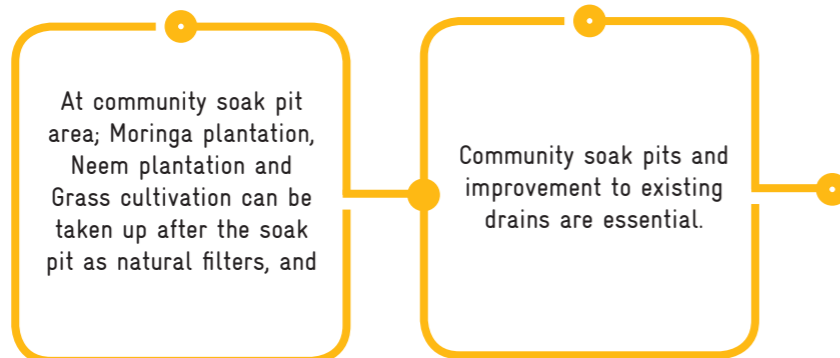 At community soak pit
area; Moringa plantation,
Neem plantation and
Grass cultivation can be
taken up after the soak
pit as natural filters, and
Community soak pits and
improvement to existing
drains are essential.